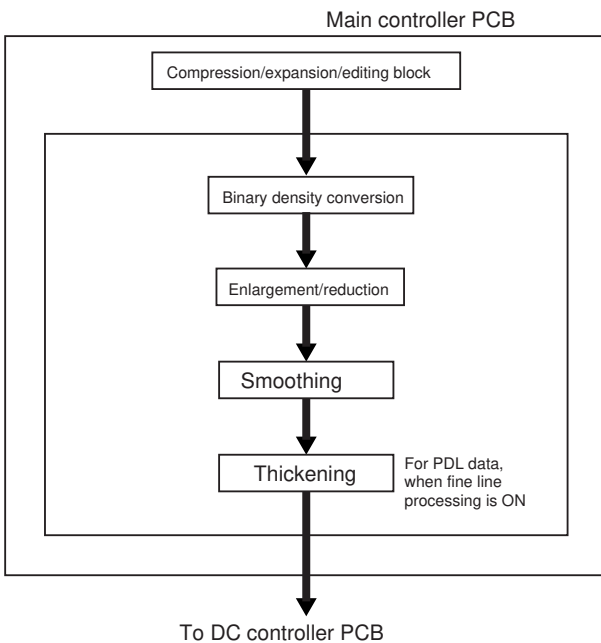 Main controller PCB
Compression/expansion/editing block
Binary density conversion
Enlargement/reduction
Smoothing
Thickening
For PDL data,
when fine line
processing is ON
To DC controller PCB